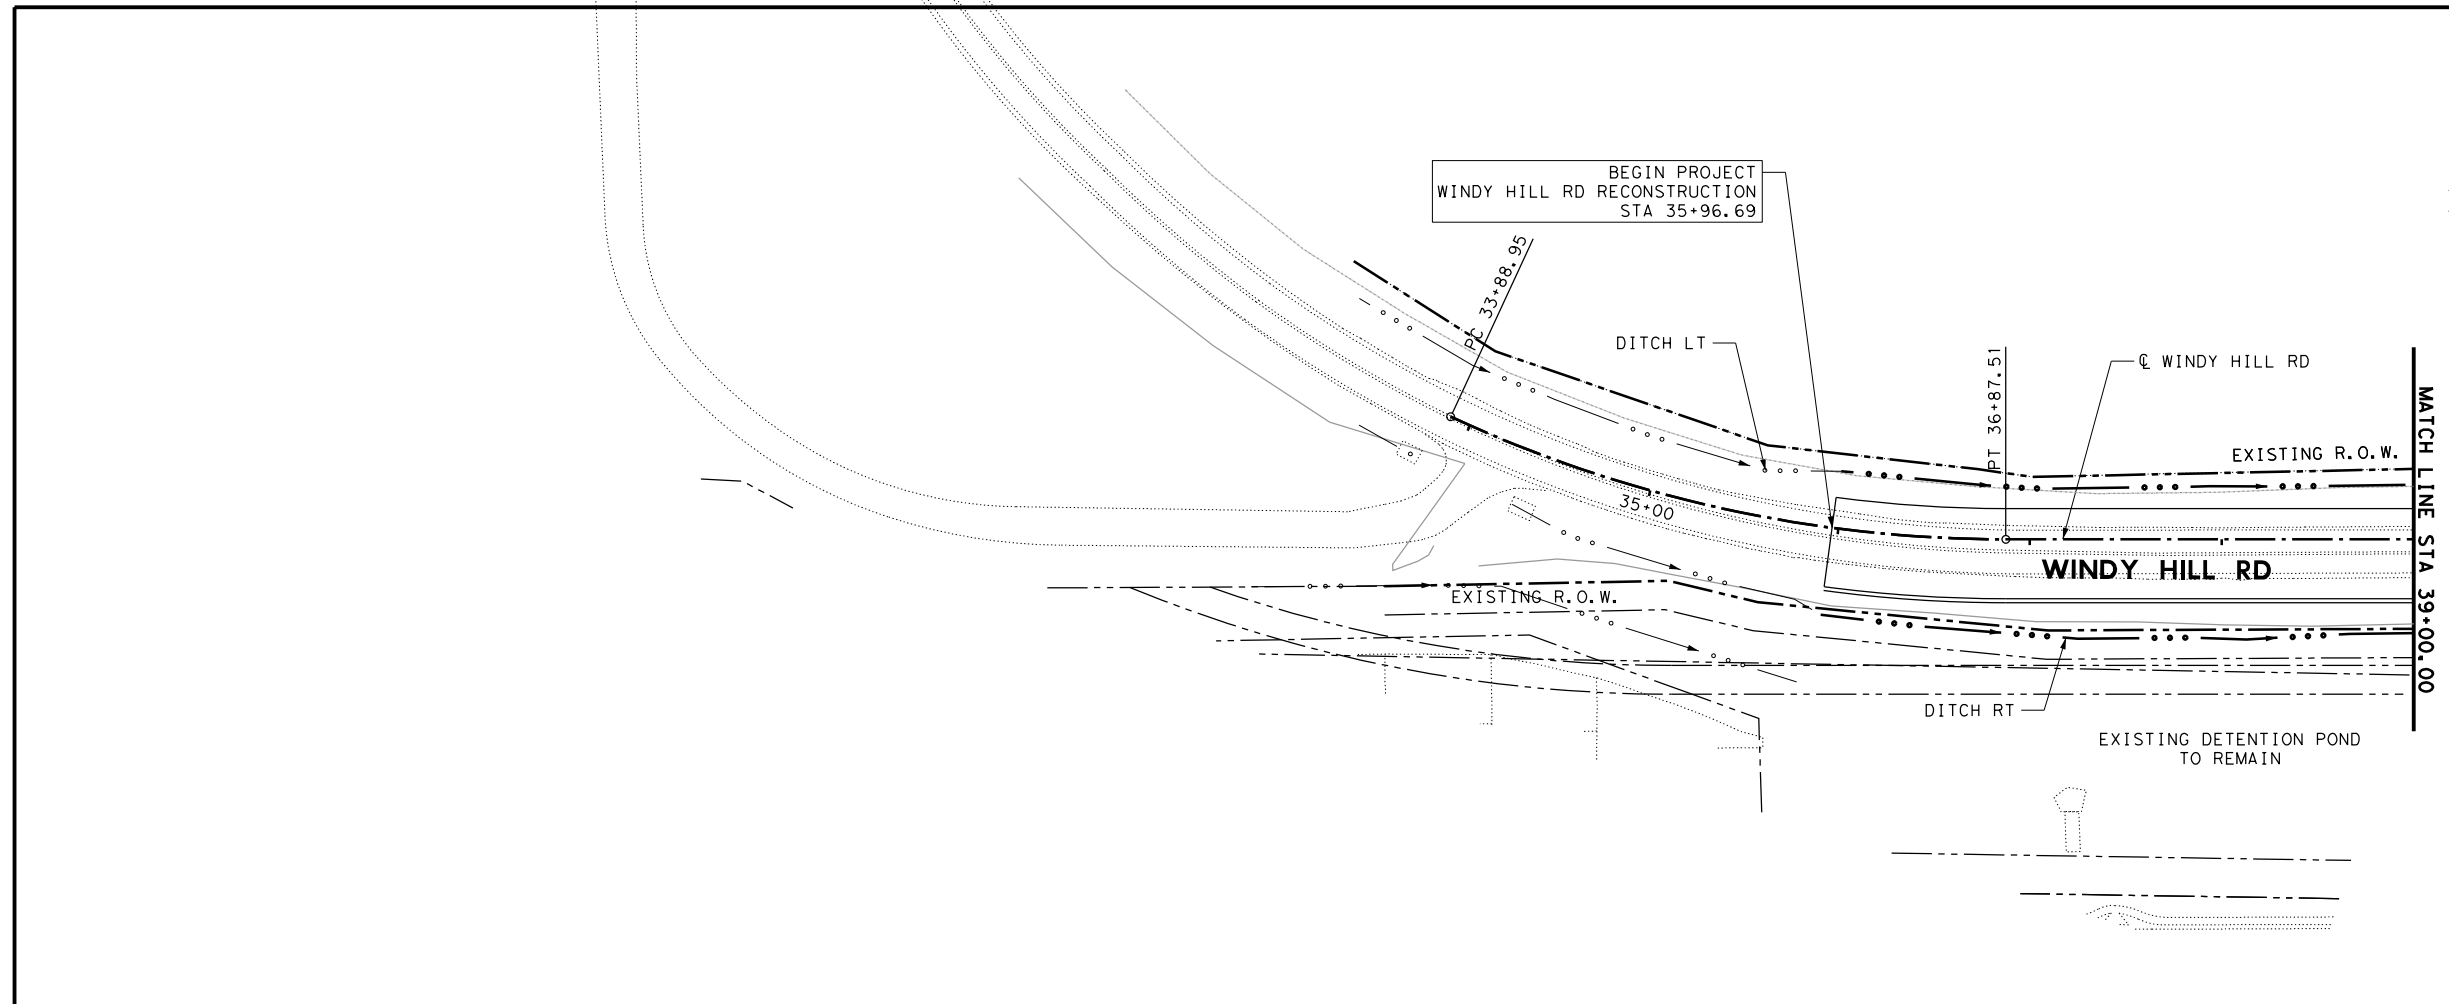 BEGIN PROJECT
WINDY HILL RD RECONSTRUCTION
STA 35+96.69
PC 33+88.95
DITCH LT
PT 36+87.51
℄ WINDY HILL RD
EXISTING R.O.W.
MATCH LINE STA 39+00.00
35+00
WINDY HILL RD
EXISTING R.O.W.
DITCH RT
EXISTING DETENTION POND
TO REMAIN